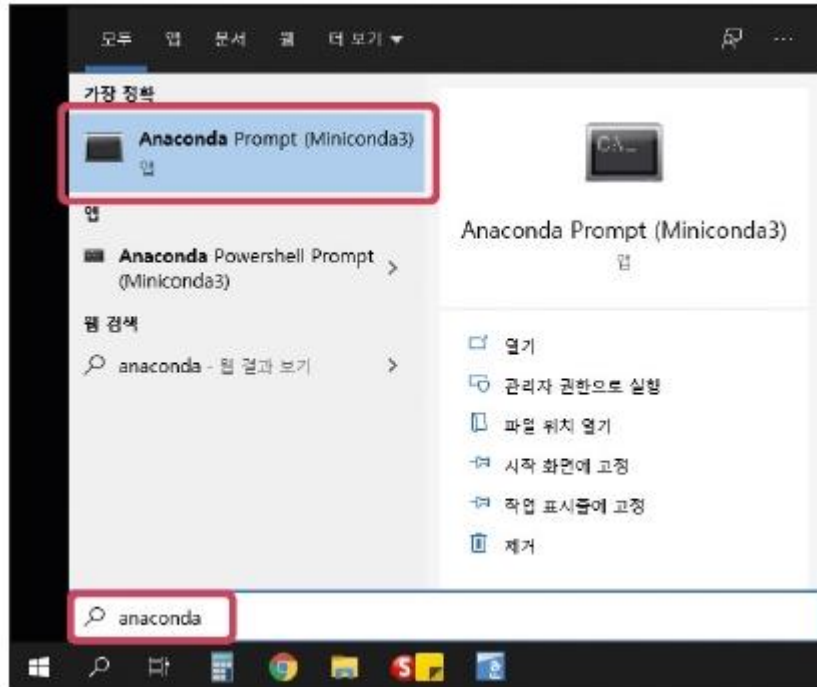 모두 앱 문서 웹 더 보기
가장 정확
Anaconda Prompt (Miniconda3)
앱
앱
Anaconda Powershell Prompt
(Miniconda3)
웹 검색
anaconda - 웹 결과 보기
anaconda
C:\_
Anaconda Prompt (Miniconda3)
앱
열기
관리자 권한으로 실행
파일 위치 열기
시작 화면에 고정
작업 표시줄에 고정
제거